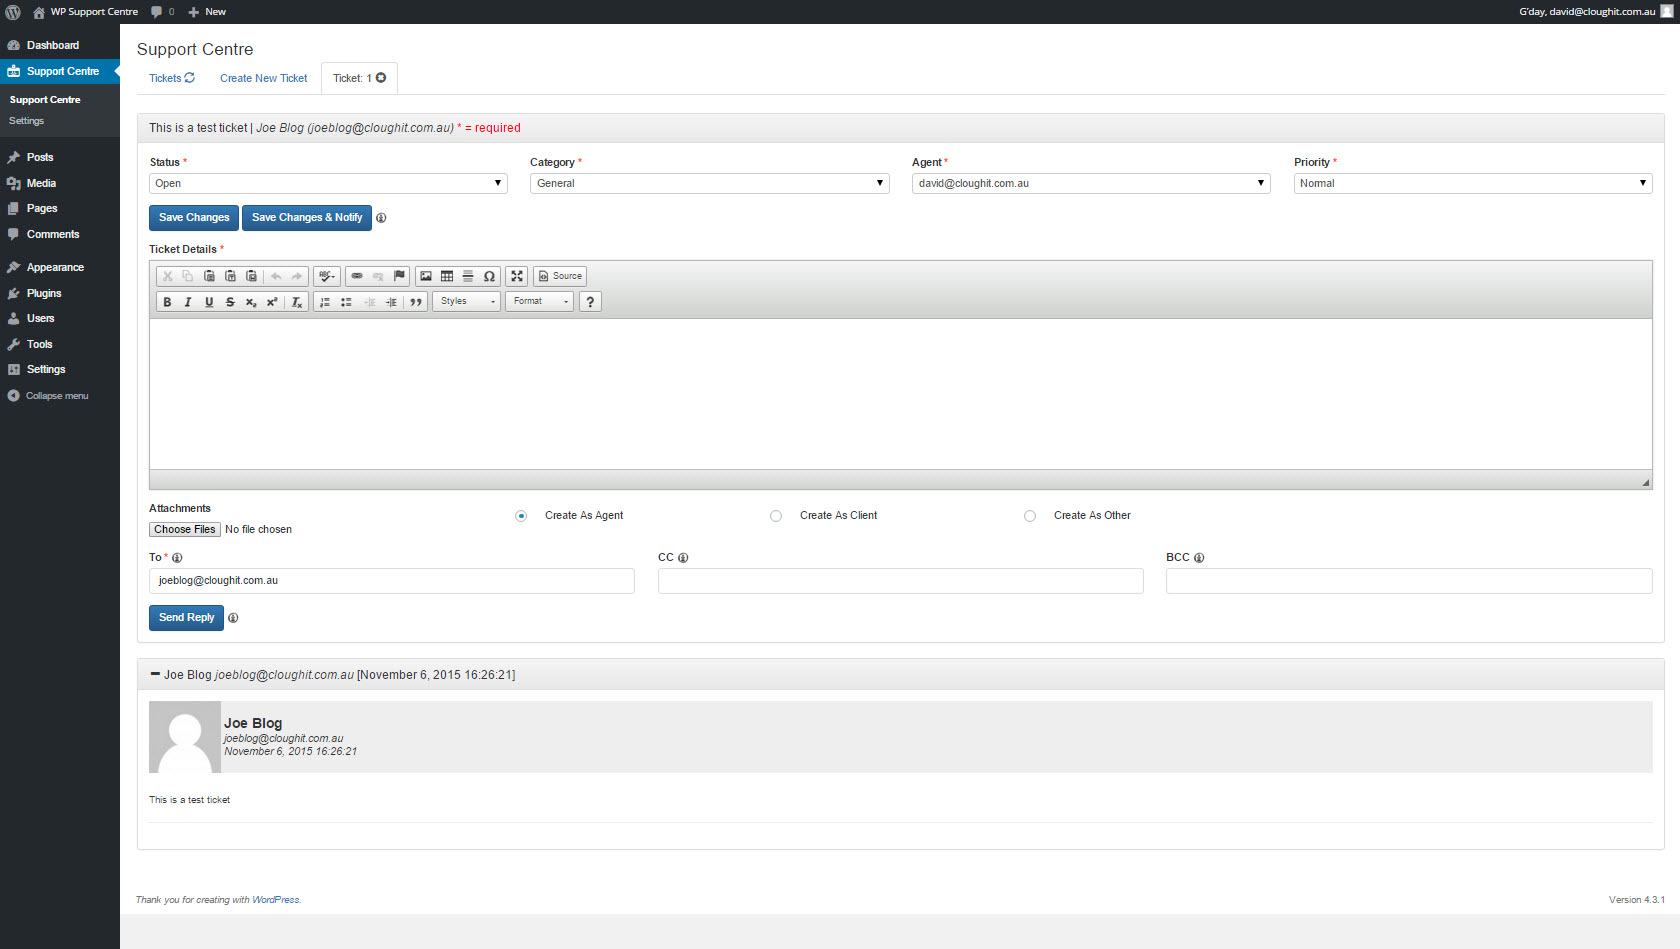 WP Support Centre 0 New G'day, david@cloughit.com.au
Dashboard
Support Centre
Support Centre
Settings
Posts
Media
Pages
Comments
Appearance
Plugins
Users
Tools
Settings
Collapse menu
Support Centre
Tickets Create New Ticket Ticket: 1
This is a test ticket | Joe Blog (joeblog@cloughit.com.au) * = required
Status * Category * Agent * Priority *
Open General david@cloughit.com.au Normal
Save Changes Save Changes & Notify
Ticket Details *
ABC Ω Source
B I U S x₂ x² Tx Styles Format ?
Attachments
Create As Agent Create As Client Create As Other
Choose Files No file chosen
To * CC BCC
joeblog@cloughit.com.au
Send Reply
Joe Blog joeblog@cloughit.com.au [November 6, 2015 16:26:21]
Joe Blog
joeblog@cloughit.com.au
November 6, 2015 16:26:21
This is a test ticket
Thank you for creating with WordPress. Version 4.3.1